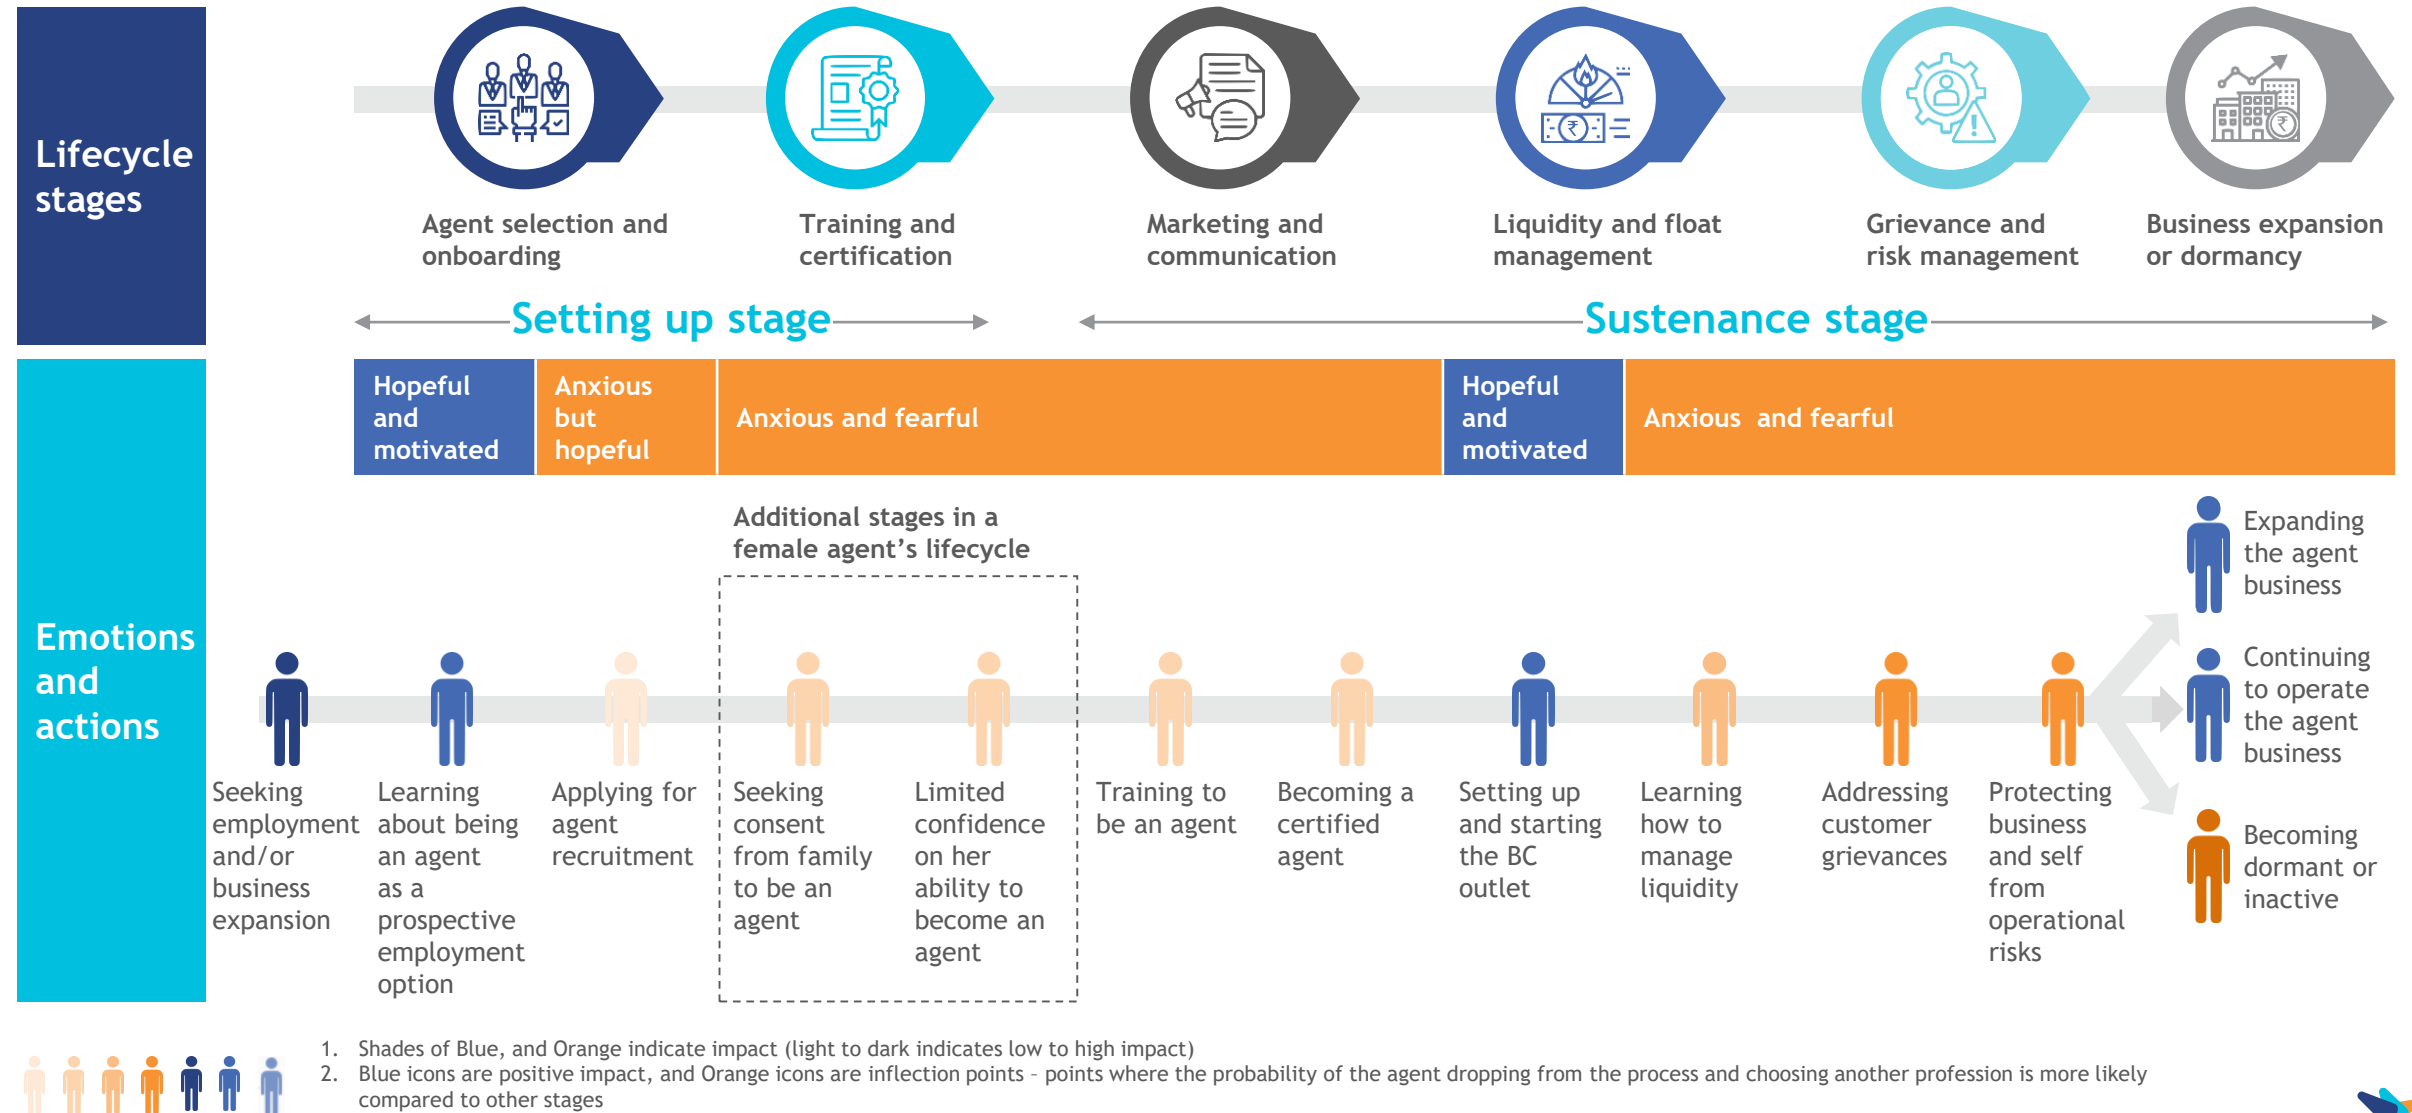 Lifecycle
stages
Agent selection and
onboarding
Training and
certification
Marketing and
communication
Liquidity and float
management
Grievance and
risk management
Business expansion
or dormancy
Setting up stage
Sustenance stage
Emotions
and
actions
Hopeful
and
motivated
Anxious
but
hopeful
Anxious and fearful
Hopeful
and
motivated
Anxious and fearful
Additional stages in a
female agent’s lifecycle
Seeking
employment
and/or
business
expansion
Learning
about being
an agent
as a
prospective
employment
option
Applying for
agent
recruitment
Seeking
consent
from family
to be an
agent
Limited
confidence
on her
ability to
become an
agent
Training to
be an agent
Becoming a
certified
agent
Setting up
and starting
the BC
outlet
Learning
how to
manage
liquidity
Addressing
customer
grievances
Protecting
business
and self
from
operational
risks
Expanding
the agent
business
Continuing
to operate
the agent
business
Becoming
dormant or
inactive
1. Shades of Blue, and Orange indicate impact (light to dark indicates low to high impact)
2. Blue icons are positive impact, and Orange icons are inflection points – points where the probability of the agent dropping from the process and choosing another profession is more likely
compared to other stages